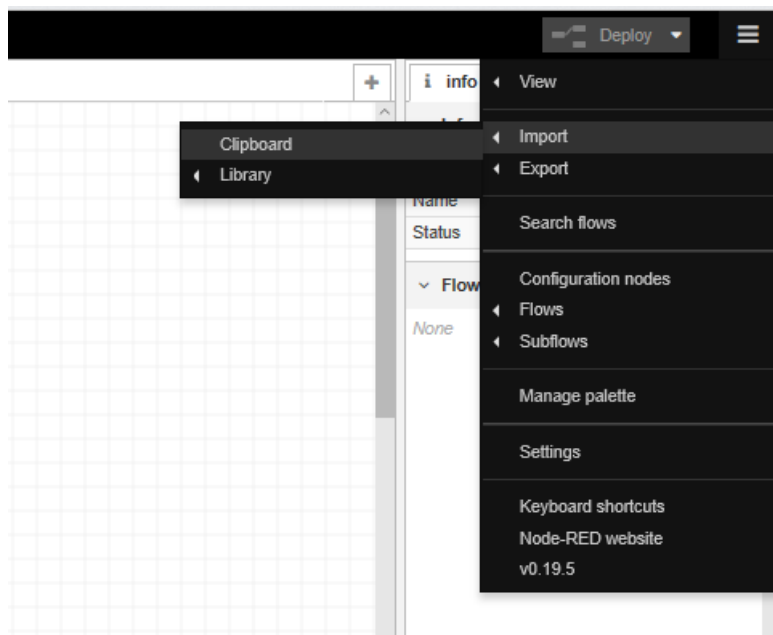 Deploy
+
i info
View
Clipboard
Import
Library
Export
Name
Search flows
Status
Configuration nodes
Flow
Flows
None
Subflows
Manage palette
Settings
Keyboard shortcuts
Node-RED website
v0.19.5